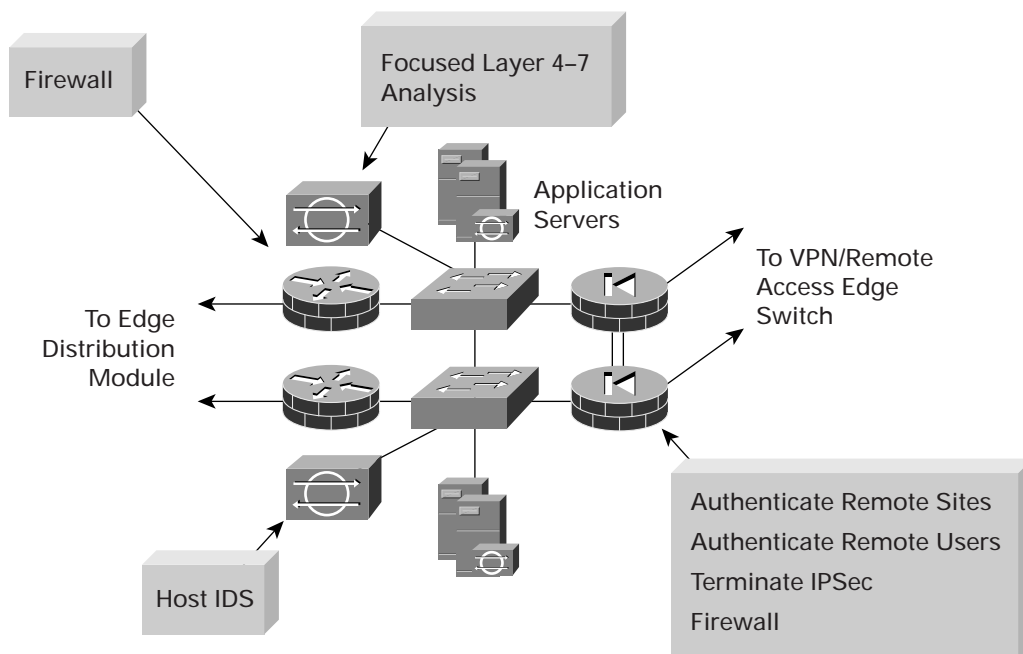 Firewall
Focused Layer 4–7
Analysis
Application
Servers
To VPN/Remote
Access Edge
Switch
To Edge
Distribution
Module
Host IDS
Authenticate Remote Sites
Authenticate Remote Users
Terminate IPSec
Firewall